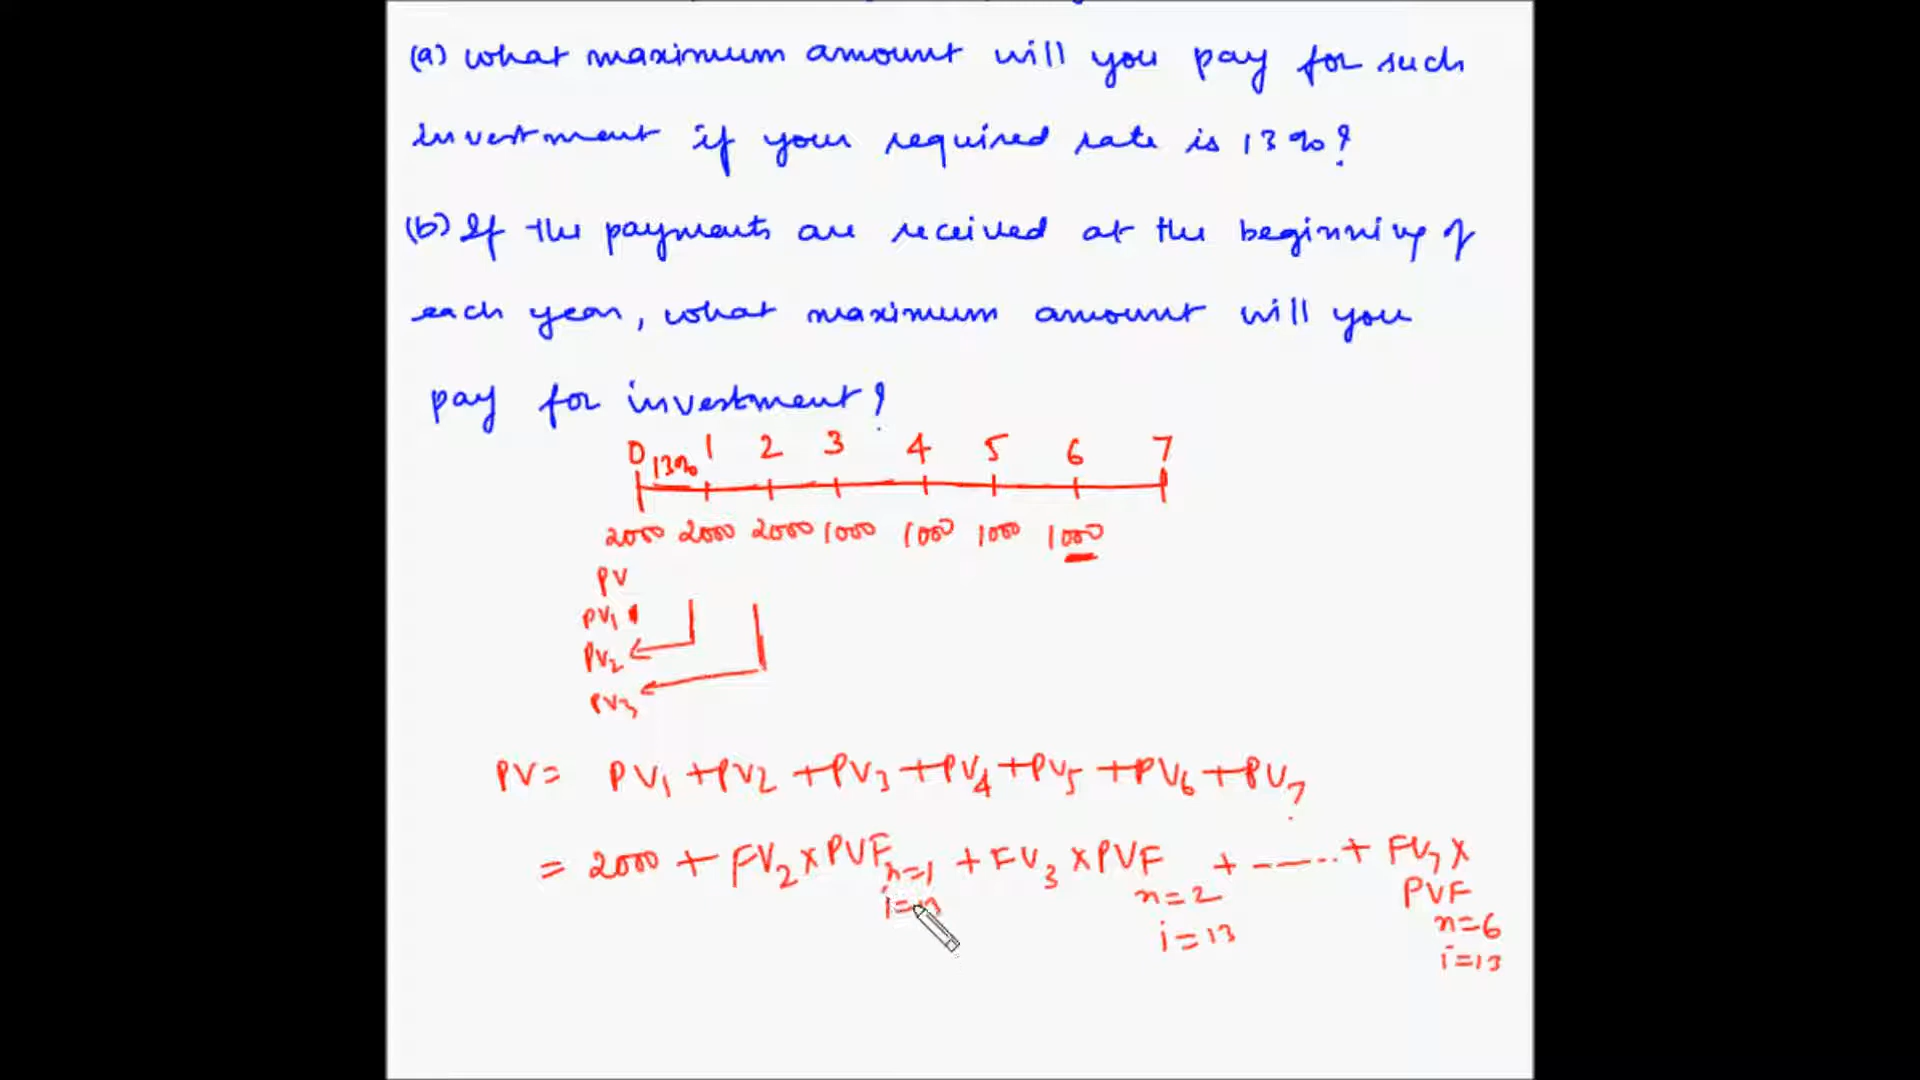 (a) what maximum amount will you pay for such
investment if your required rate is 13%?
(b) If the payments are received at the beginning of
each year, what maximum amount will you
pay for investment?
0 13% 1 2 3 4 5 6 7
2000 2000 2000 1000 1000 1000 1000
PV
PV1
PV2
PV3
PV= PV1 +PV2 +PV3 +PV4 +PV5 +PV6 +PV7
= 2000 + FV2 X PVF n=1 i=13 + FV3 X PVF n=2 i=13 + ------ + FV7 X PVF n=6 i=13